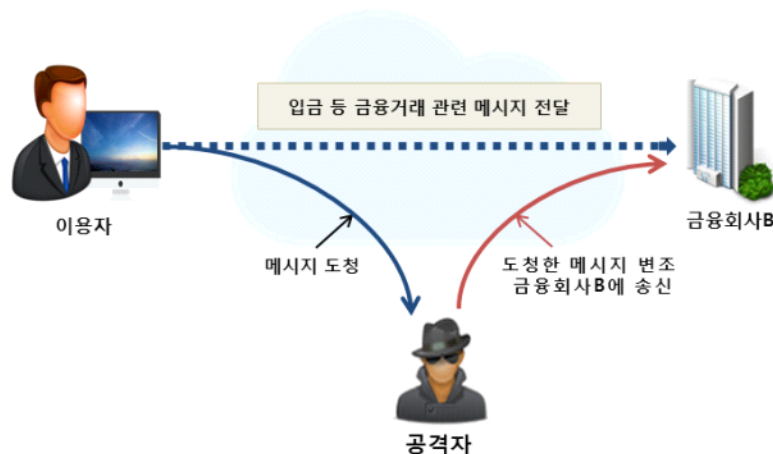 입금 등 금융거래 관련 메시지 전달
이용자
금융회사B
메시지 도청
도청한 메시지 변조
금융회사B에 송신
공격자